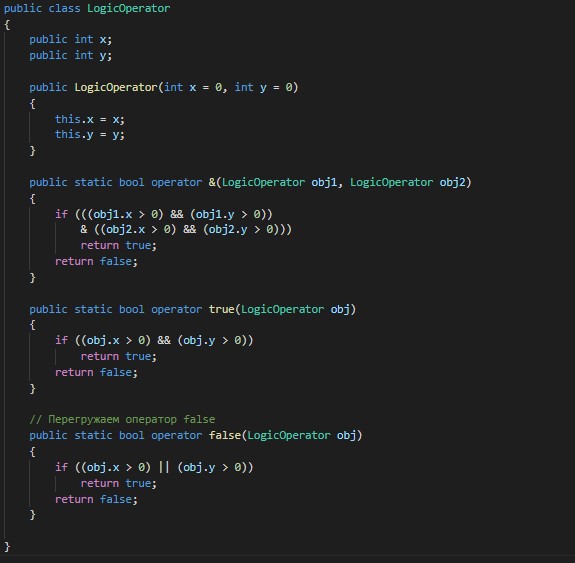 public class LogicOperator
{
    public int x;
    public int y;

    public LogicOperator(int x = 0, int y = 0)
    {
        this.x = x;
        this.y = y;
    }

    public static bool operator &(LogicOperator obj1, LogicOperator obj2)
    {
        if (((obj1.x > 0) && (obj1.y > 0))
            & ((obj2.x > 0) && (obj2.y > 0)))
            return true;
        return false;
    }

    public static bool operator true(LogicOperator obj)
    {
        if ((obj.x > 0) && (obj.y > 0))
            return true;
        return false;
    }

    // Перегружаем оператор false
    public static bool operator false(LogicOperator obj)
    {
        if ((obj.x > 0) || (obj.y > 0))
            return true;
        return false;
    }

}